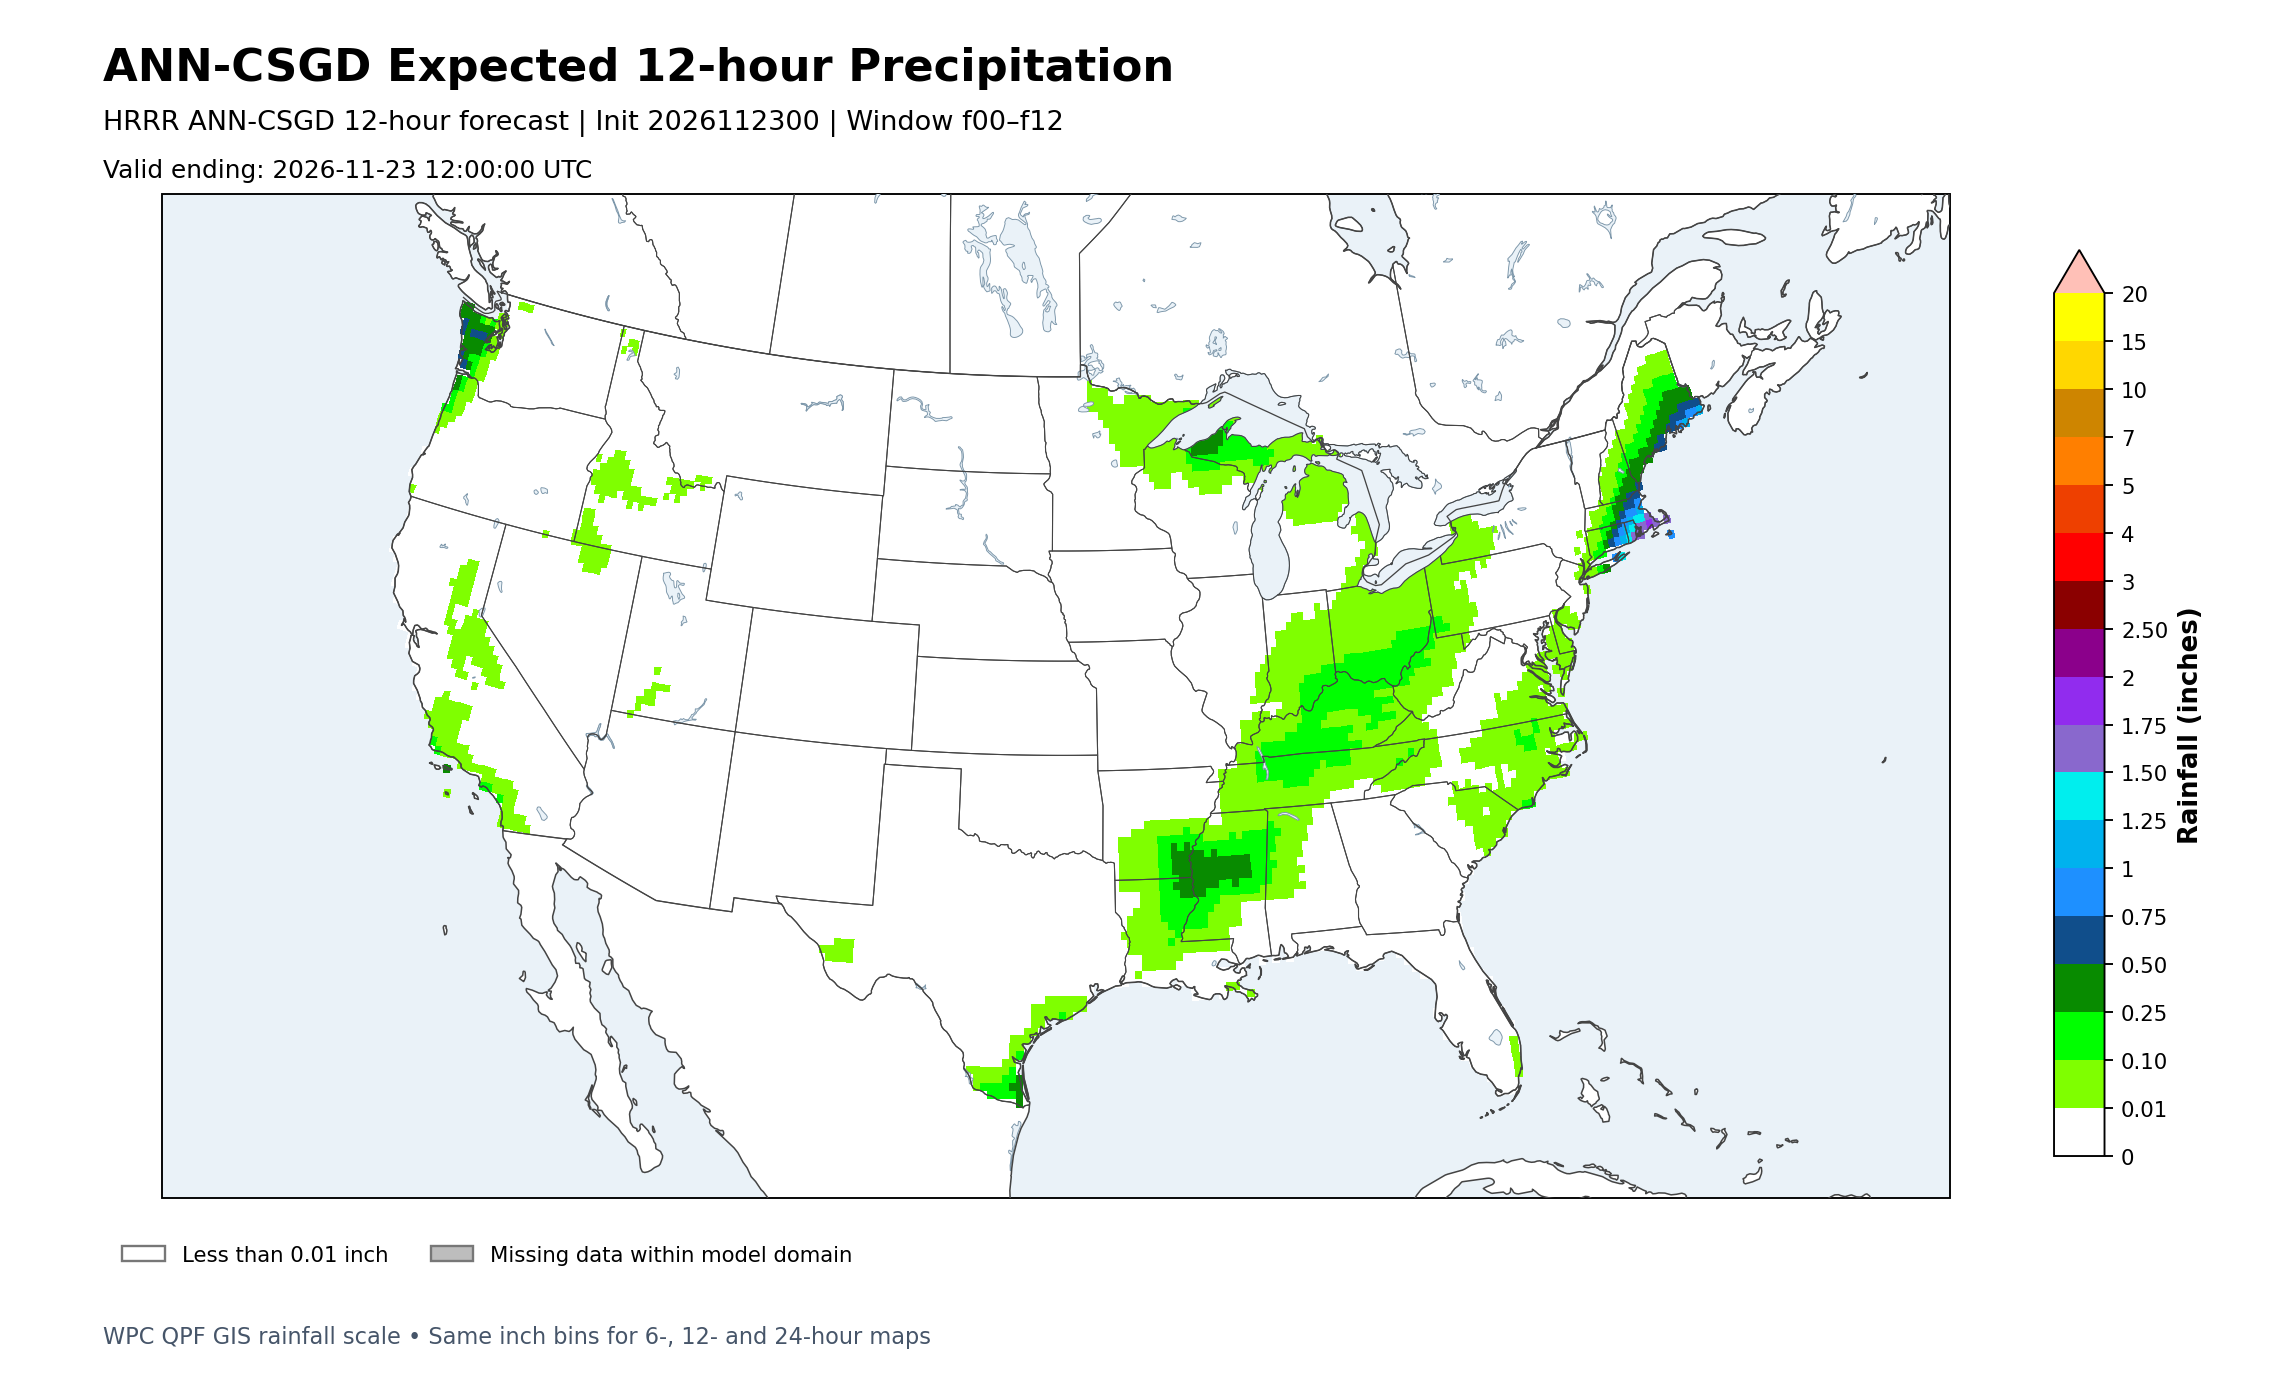 ANN-CSGD Expected 12-hour Precipitation
HRRR ANN-CSGD 12-hour forecast | Init 2026112300 | Window f00–f12
Valid ending: 2026-11-23 12:00:00 UTC
20
15
10
7
5
4
3
2.50
2
1.75
1.50
1.25
1
0.75
0.50
0.25
0.10
0.01
0
Rainfall (inches)
Less than 0.01 inch
Missing data within model domain
WPC QPF GIS rainfall scale • Same inch bins for 6-, 12- and 24-hour maps